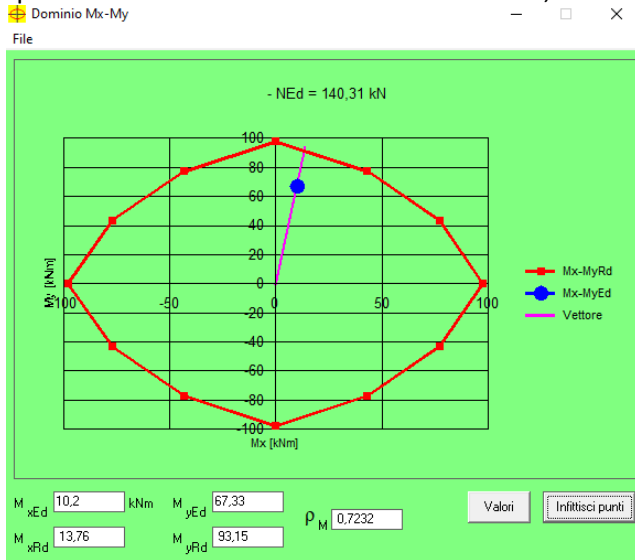 Dominio Mx-My
File
- NEd = 140,31 kN
100
80
60
40
20
-100 -50 0 50 100
-20
-40
-60
-80
-100
My [kNm]
Mx [kNm]
Mx-MyRd
Mx-MyEd
Vettore
M xEd 10,2 kNm M yEd 67,33
ρ M 0,7232
Valori Infittisci punti
M xRd 13,76 M yRd 93,15